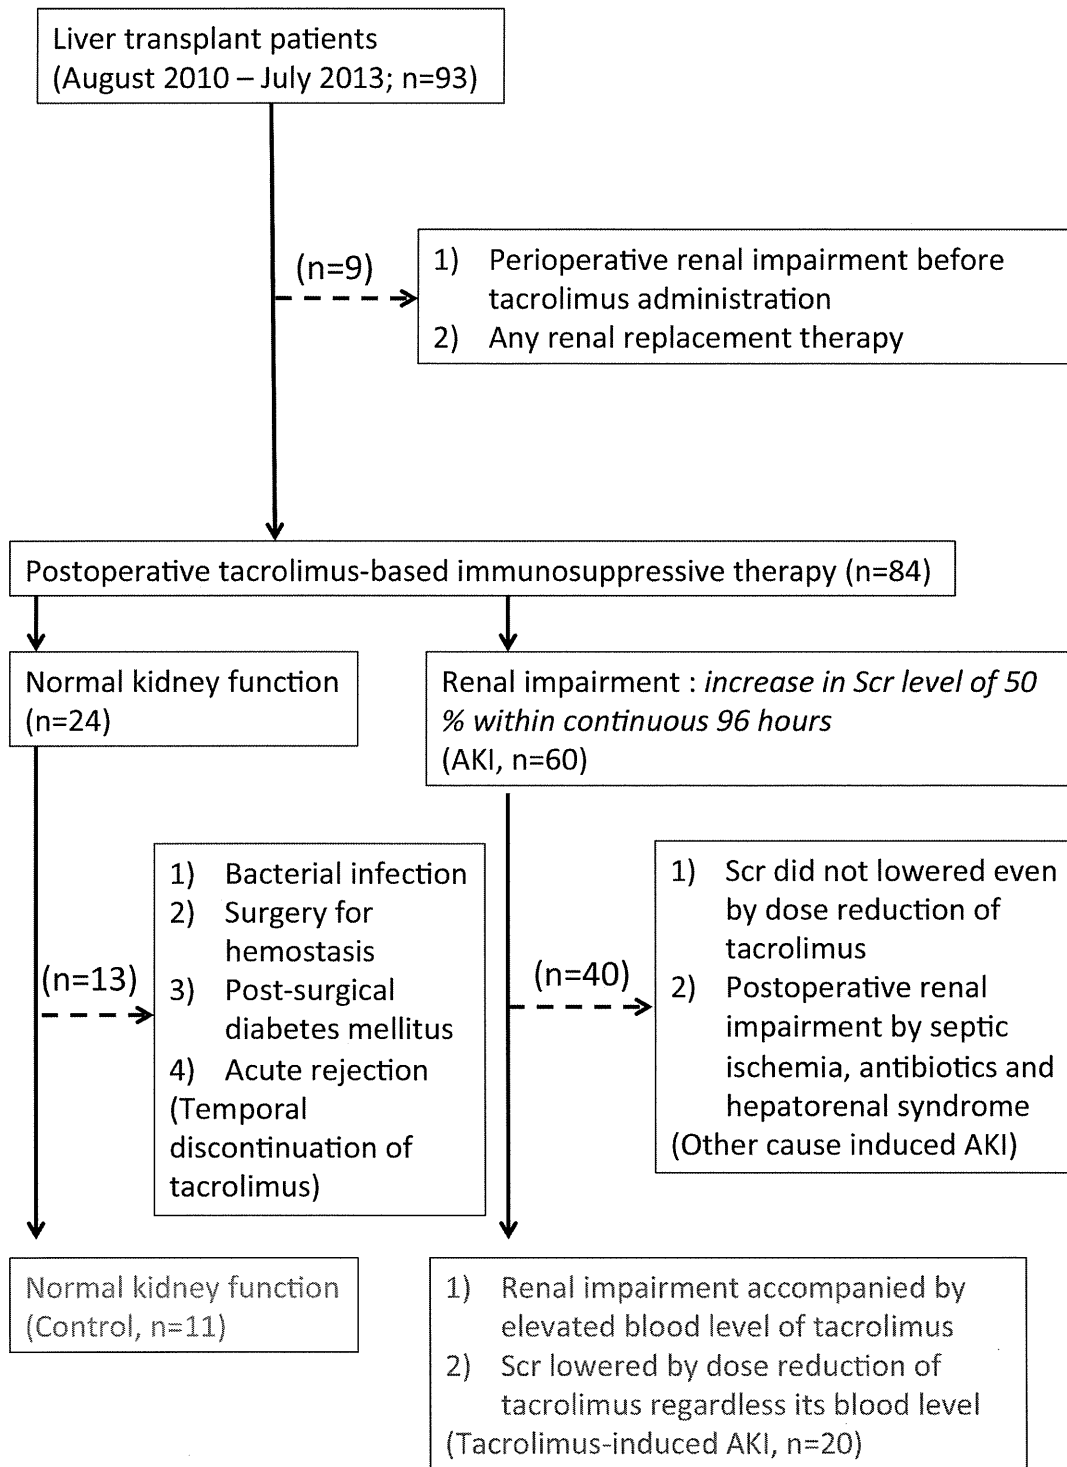 Liver transplant patients
(August 2010 – July 2013; n=93)
(n=9)
1) Perioperative renal impairment before
tacrolimus administration
2) Any renal replacement therapy
Postoperative tacrolimus-based immunosuppressive therapy (n=84)
Normal kidney function
(n=24)
Renal impairment : increase in Scr level of 50
% within continuous 96 hours
(AKI, n=60)
(n=13)
1) Bacterial infection
2) Surgery for
hemostasis
3) Post-surgical
diabetes mellitus
4) Acute rejection
(Temporal
discontinuation of
tacrolimus)
(n=40)
1) Scr did not lowered even
by dose reduction of
tacrolimus
2) Postoperative renal
impairment by septic
ischemia, antibiotics and
hepatorenal syndrome
(Other cause induced AKI)
Normal kidney function
(Control, n=11)
1) Renal impairment accompanied by
elevated blood level of tacrolimus
2) Scr lowered by dose reduction of
tacrolimus regardless its blood level
(Tacrolimus-induced AKI, n=20)